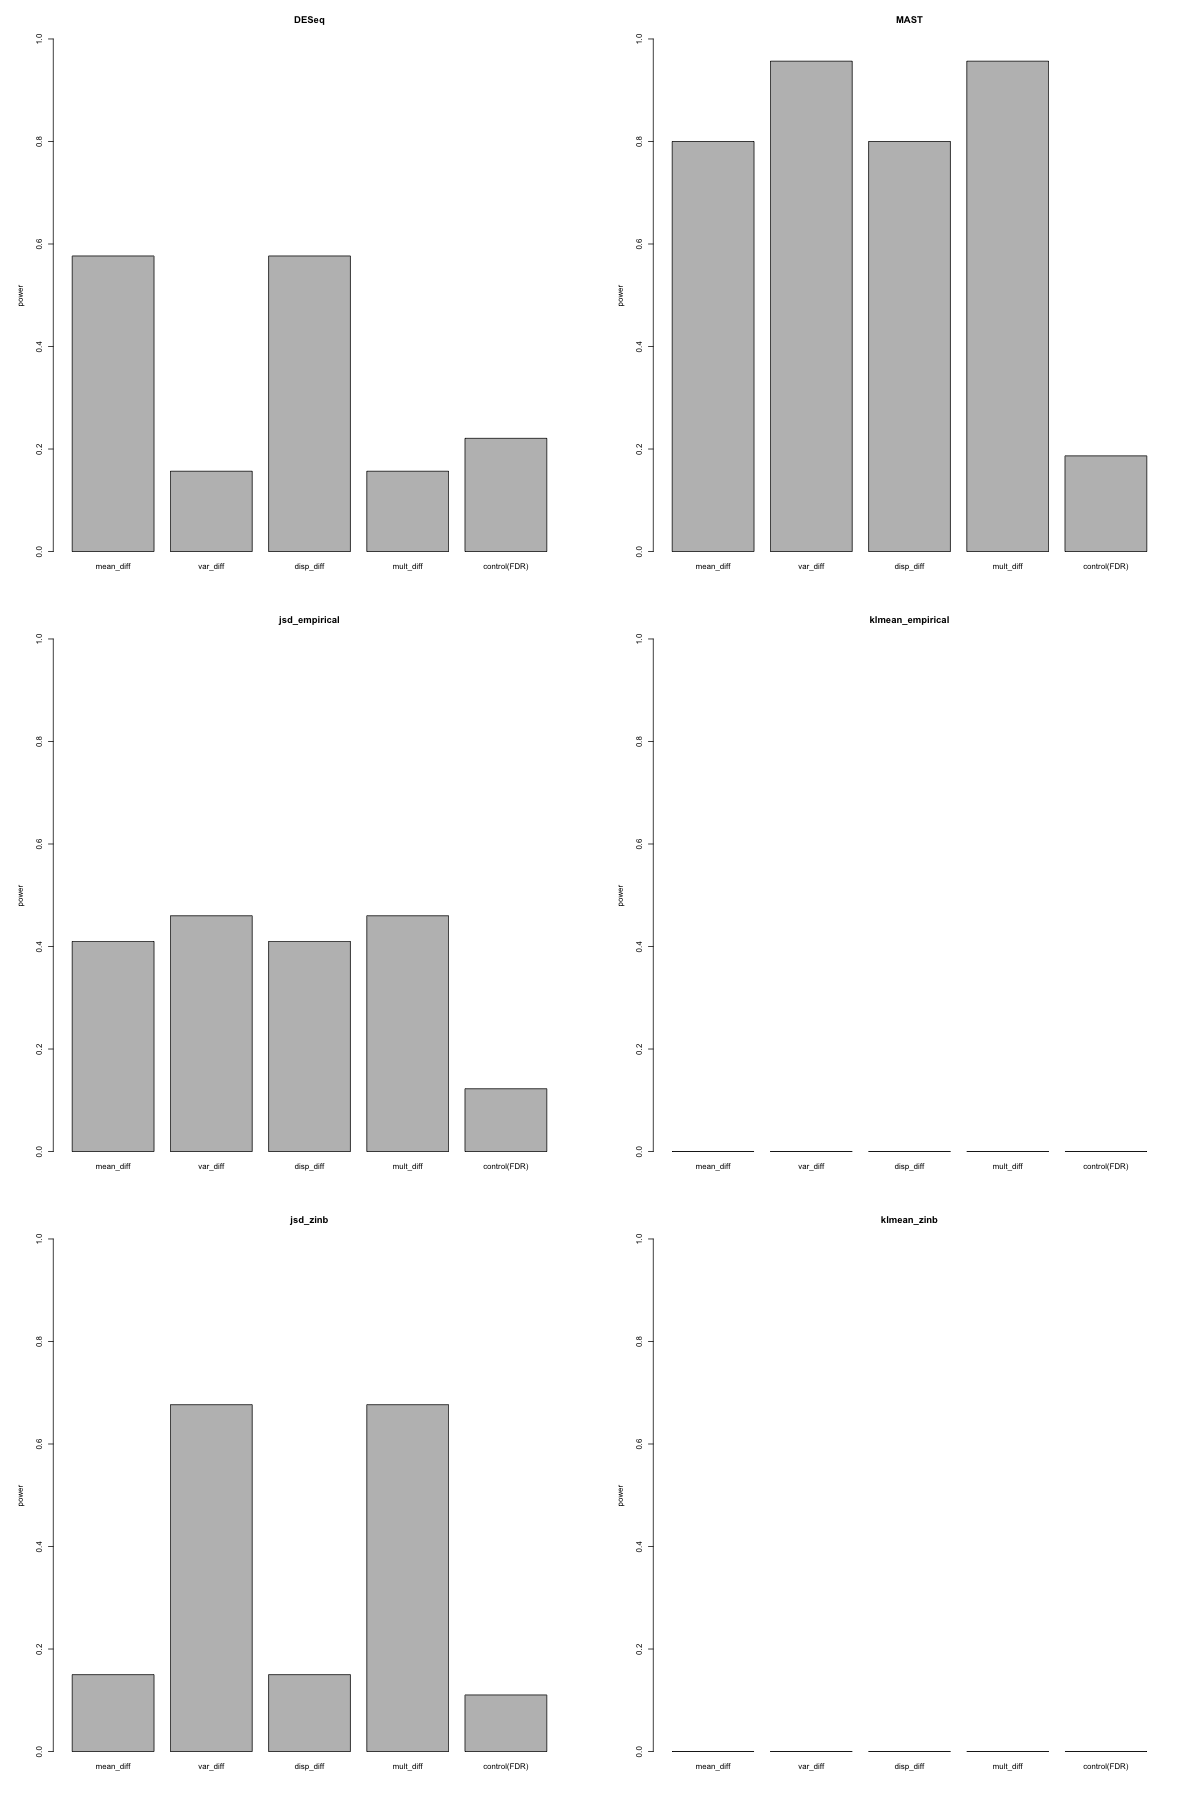 DESeq
power
0.0 0.2 0.4 0.6 0.8 1.0
mean_diff var_diff disp_diff mult_diff control(FDR)
MAST
power
0.0 0.2 0.4 0.6 0.8 1.0
mean_diff var_diff disp_diff mult_diff control(FDR)
jsd_empirical
power
0.0 0.2 0.4 0.6 0.8 1.0
mean_diff var_diff disp_diff mult_diff control(FDR)
klmean_empirical
power
0.0 0.2 0.4 0.6 0.8 1.0
mean_diff var_diff disp_diff mult_diff control(FDR)
jsd_zinb
power
0.0 0.2 0.4 0.6 0.8 1.0
mean_diff var_diff disp_diff mult_diff control(FDR)
klmean_zinb
power
0.0 0.2 0.4 0.6 0.8 1.0
mean_diff var_diff disp_diff mult_diff control(FDR)